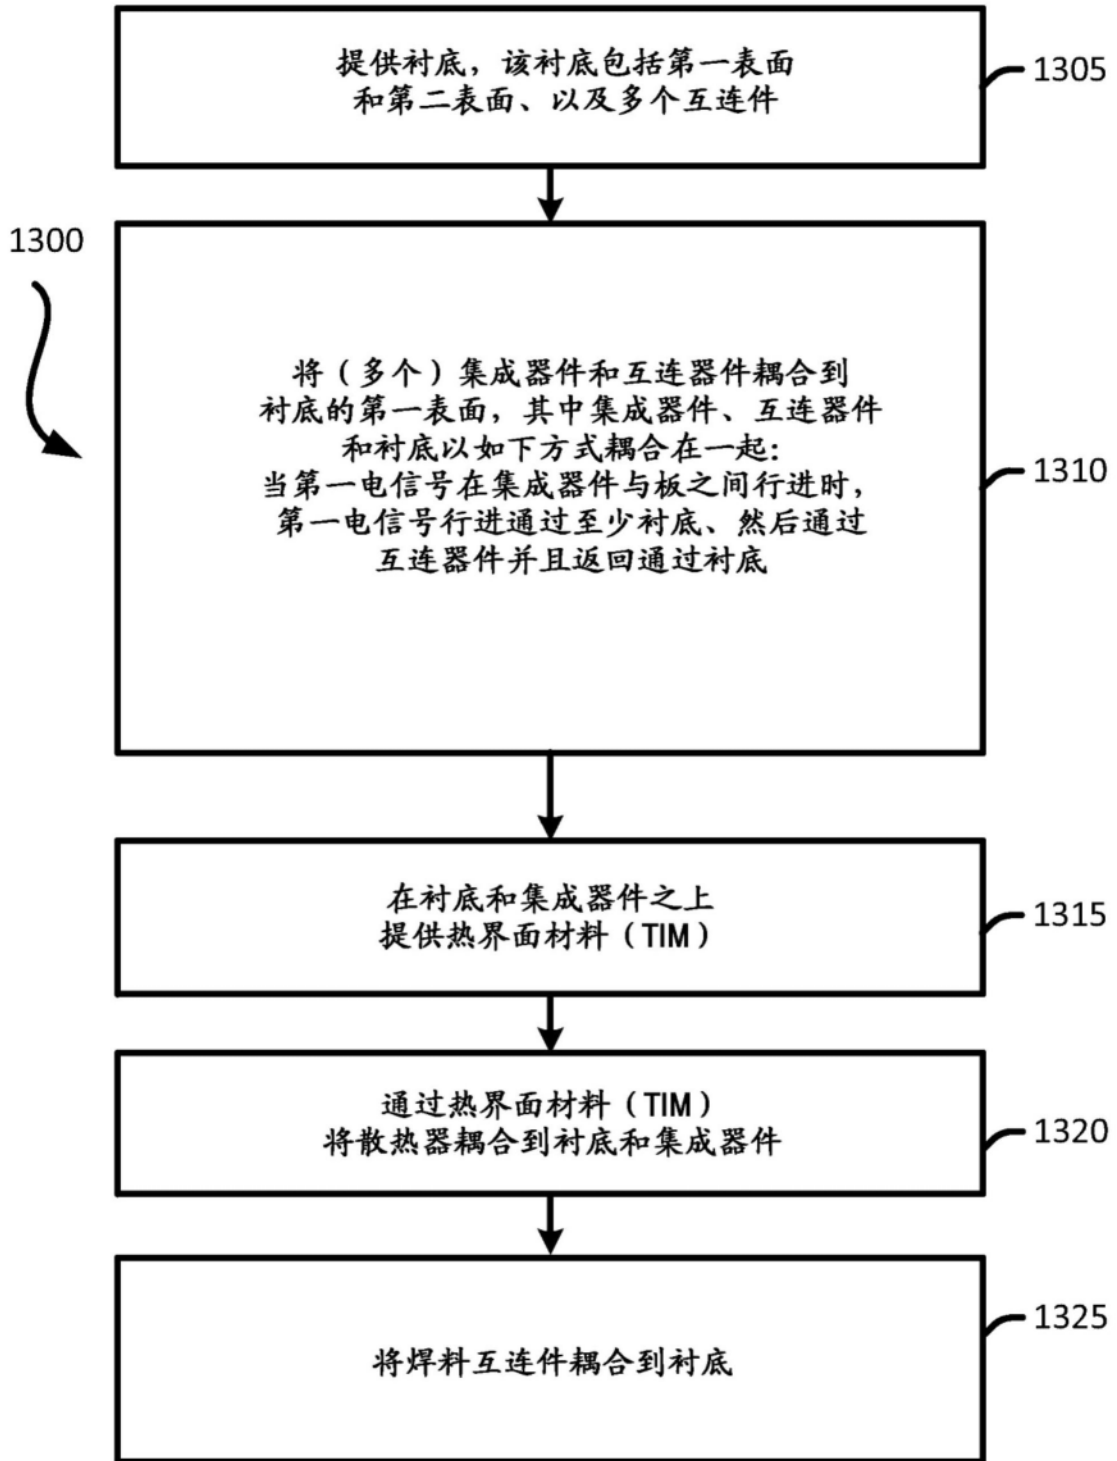 提供衬底，该衬底包括第一表面
和第二表面、以及多个互连件
1305
1300
将（多个）集成器件和互连器件耦合到
衬底的第一表面，其中集成器件、互连器件
和衬底以如下方式耦合在一起：
当第一电信号在集成器件与板之间行进时，
第一电信号行进通过至少衬底、然后通过
互连器件并且返回通过衬底
1310
在衬底和集成器件之上
提供热界面材料（TIM）
1315
通过热界面材料（TIM）
将散热器耦合到衬底和集成器件
1320
将焊料互连件耦合到衬底
1325